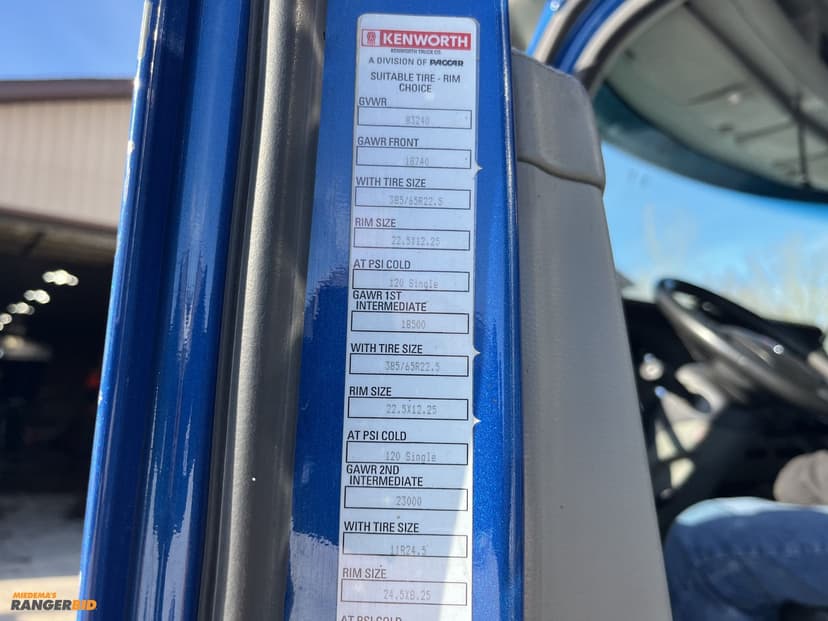 KENWORTH
KENWORTH TRUCK CO.
A DIVISION OF PACCAR
SUITABLE TIRE - RIM
CHOICE
GVWR
83240
GAWR FRONT
18740
WITH TIRE SIZE
385/65R22.5
RIM SIZE
22.5X12.25
AT PSI COLD
120 Single
GAWR 1ST
INTERMEDIATE
18500
WITH TIRE SIZE
385/65R22.5
RIM SIZE
22.5X12.25
AT PSI COLD
120 Single
GAWR 2ND
INTERMEDIATE
23000
WITH TIRE SIZE
11R24.5
RIM SIZE
24.5X8.25
AT PSI COLD
MIEDEMA'S
RANGERBID